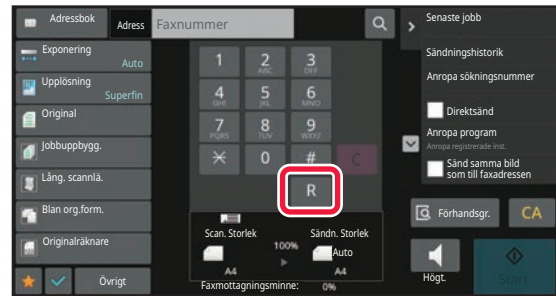 Adressbok
Adress
Faxnummer
Senaste jobb
Exponering
Auto
Sändningshistorik
Upplösning
Superfin
Anropa sökningsnummer
Original
Direktsänd
Jobbuppbygg.
Anropa program
Anropa registrerade inst.
Lång. scannlä.
Sänd samma bild
som till faxadressen
Blan org.form.
Originalräknare
Övrigt
1
2
ABC
3
DEF
4
GHI
5
JKL
6
MNO
7
PQRS
8
TUV
9
WXYZ
0
#
C
R
Scan. Storlek
100%
Sändn. Storlek
Auto
A4
A4
Faxmottagningsminne: 0%
Förhandsgr.
CA
Högt.
Start